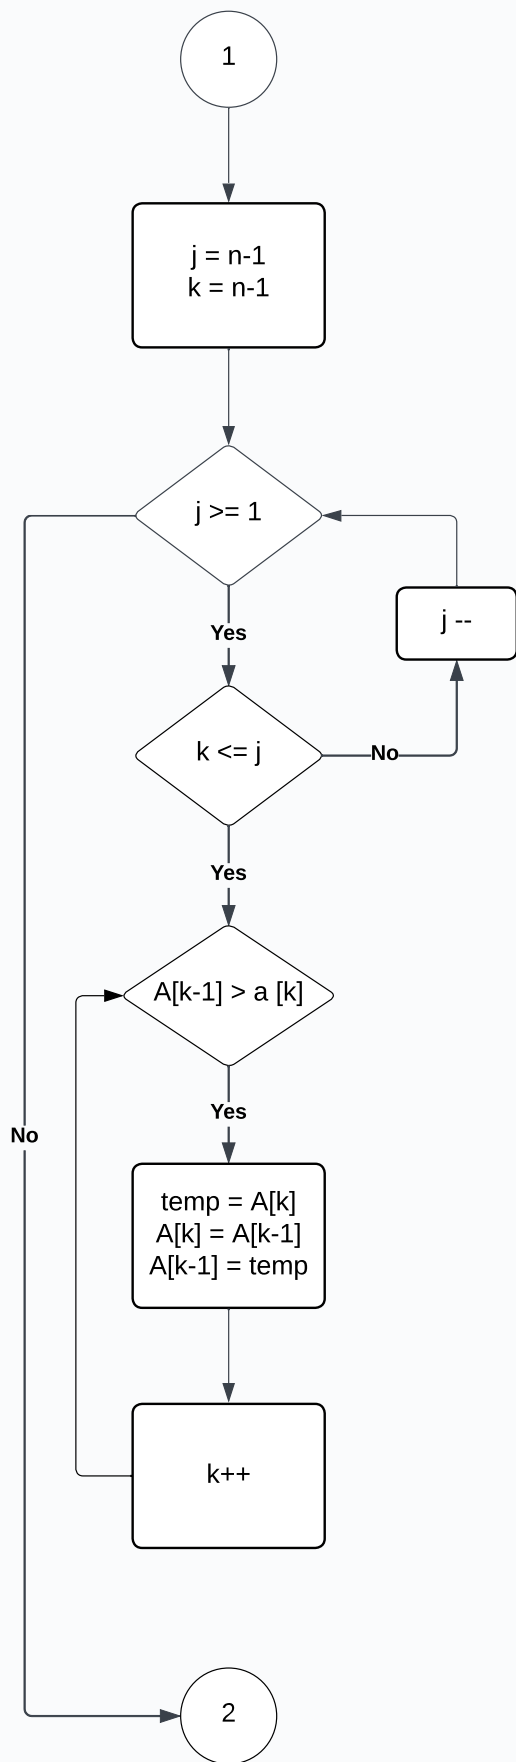 1
j = n-1
k = n-1
j >= 1
Yes
j --
k <= j
No
Yes
A[k-1] > a [k]
Yes
No
temp = A[k]
A[k] = A[k-1]
A[k-1] = temp
k++
2